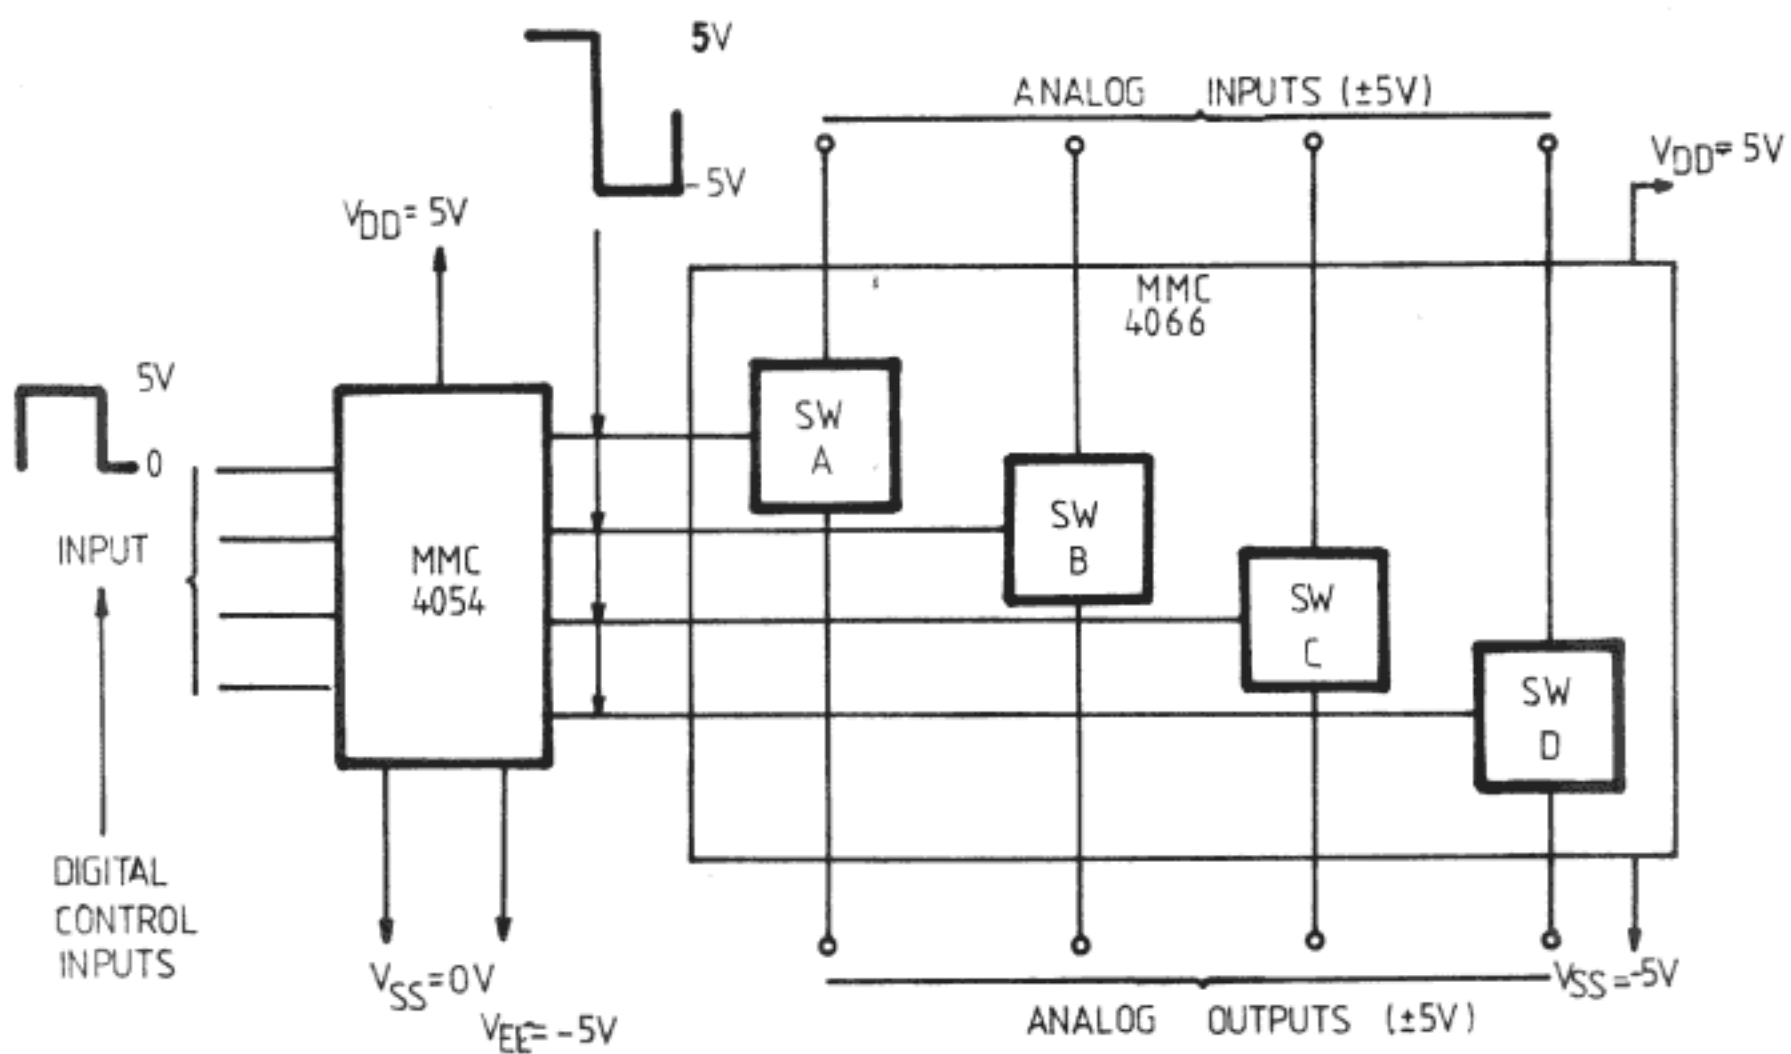 5V
-5V
ANALOG INPUTS (±5V)
VDD= 5V
VDD= 5V
MMC
4066
5V
0
INPUT
MMC
4054
SW
A
SW
B
SW
C
SW
D
DIGITAL
CONTROL
INPUTS
VSS=0V
VEE=-5V
VSS=-5V
ANALOG OUTPUTS (±5V)